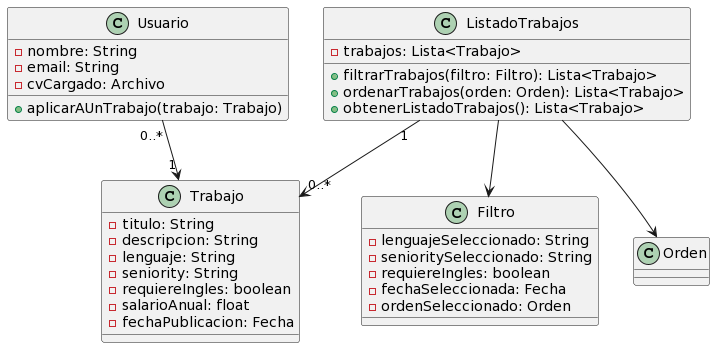 C Usuario
nombre: String
email: String
cvCargado: Archivo
aplicarAUnTrabajo(trabajo: Trabajo)
C ListadoTrabajos
trabajos: Lista<Trabajo>
filtrarTrabajos(filtro: Filtro): Lista<Trabajo>
ordenarTrabajos(orden: Orden): Lista<Trabajo>
obtenerListadoTrabajos(): Lista<Trabajo>
0..*
1
1
0..*
C Trabajo
titulo: String
descripcion: String
lenguaje: String
seniority: String
requiereIngles: boolean
salarioAnual: float
fechaPublicacion: Fecha
C Filtro
lenguajeSeleccionado: String
senioritySeleccionado: String
requiereIngles: boolean
fechaSeleccionada: Fecha
ordenSeleccionado: Orden
C Orden